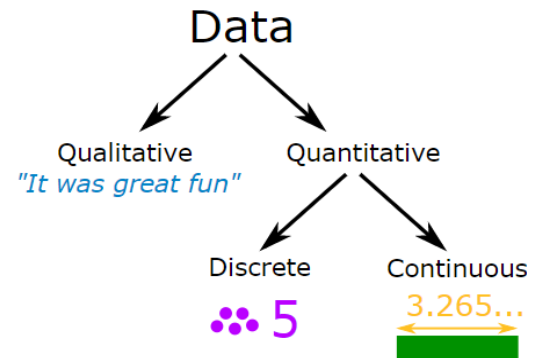 Data
Qualitative Quantitative
"It was great fun"
Discrete Continuous
5 3.265...